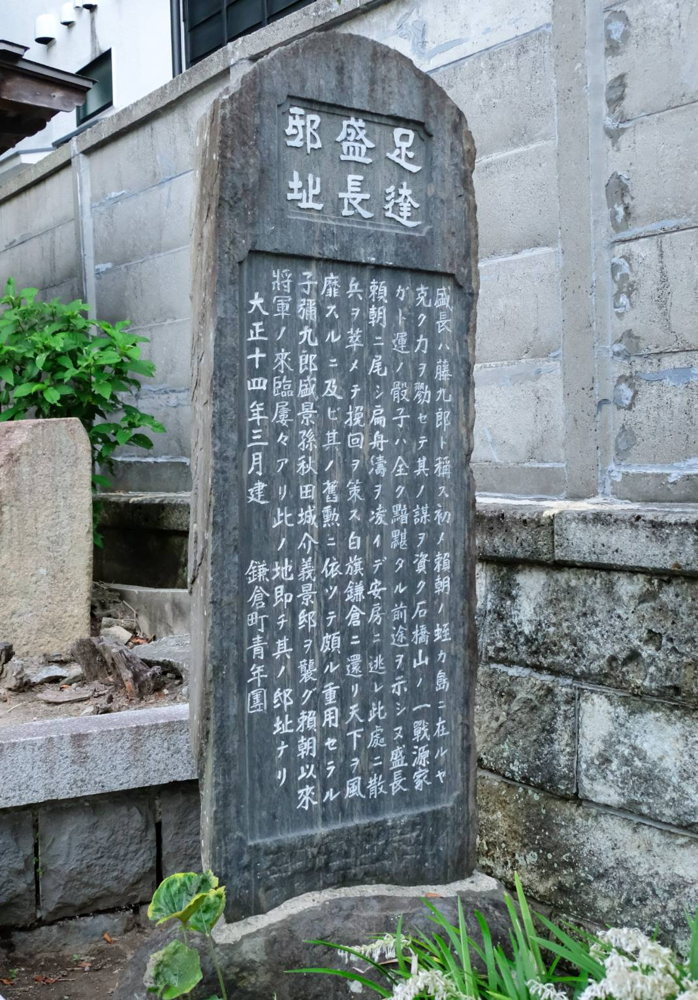 足達
盛長
邸址
盛長ハ藤九郎ト稱ス初メ頼朝ノ蛭カ島ニ在ルヤ
克ク力ヲ勠セテ其ノ謀ヲ資ク石橋山ノ一戰源家
ガト運ノ骰子ハ全ク黯黮タル前途ヲ示シヌ盛長
頼朝ニ尾シ扁舟濤ヲ凌イデ安房ニ逃レ此處ニ散
兵ヲ萃メテ挽回ヲ策ス白旗鎌倉ニ還リ天下ヲ風
靡スルニ及ビ其ノ舊勲ニ依ツテ頗ル重用セラル
子彌九郎盛景孫秋田城介義景邸ヲ襲グ頼朝以來
將軍ノ來臨屢々アリ此ノ地即チ其ノ邸址ナリ
大正十四年三月建 鎌倉町青年團